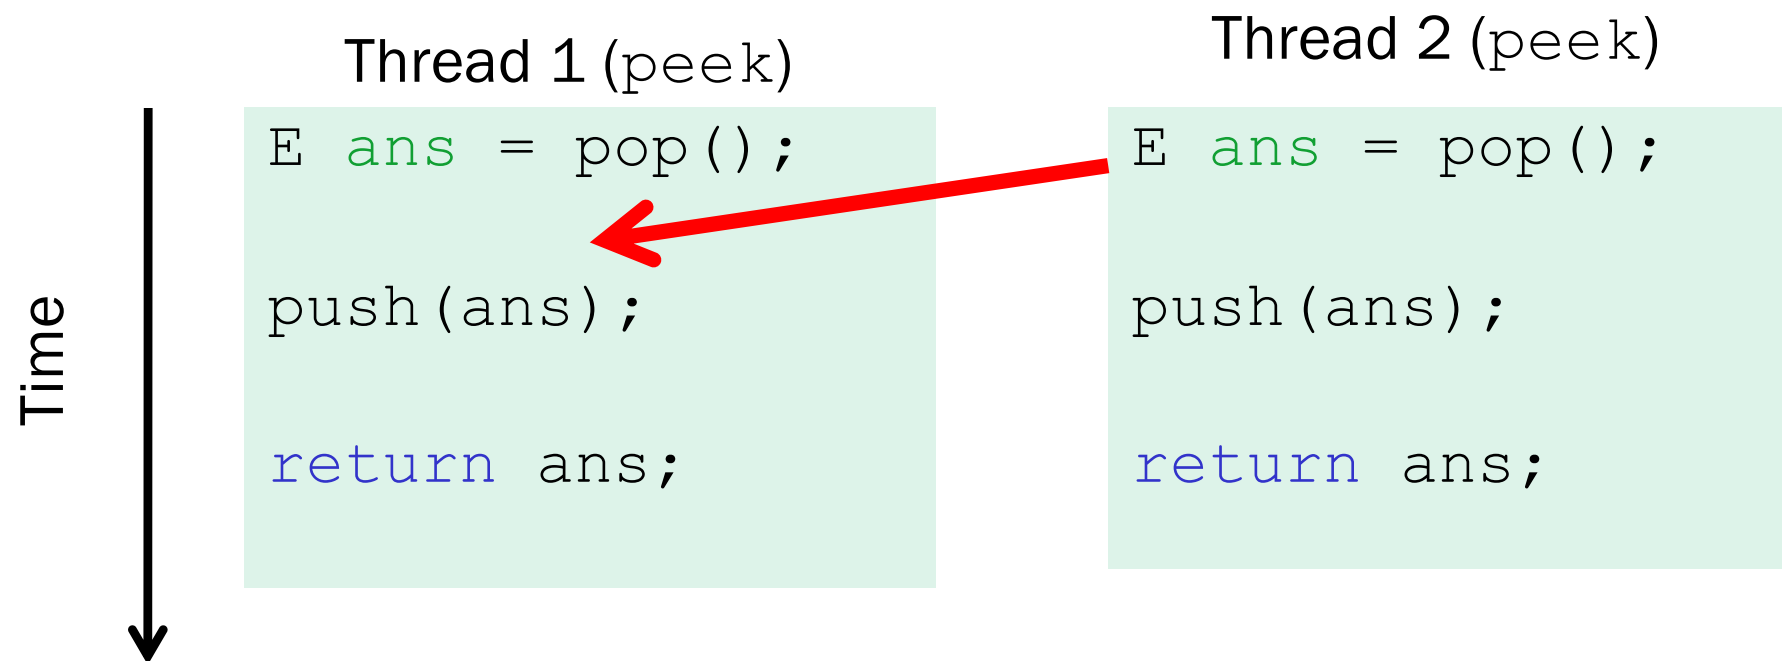 Thread 1 (peek)
Thread 2 (peek)
Time
E ans = pop();
push(ans);
return ans;
E ans = pop();
push(ans);
return ans;